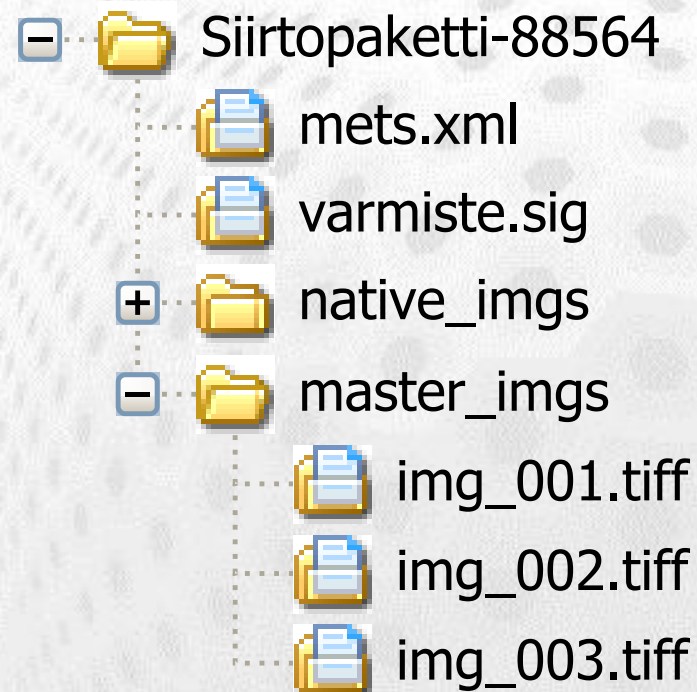 Siirtopaketti-88564
mets.xml
varmiste.sig
native_imgs
master_imgs
img_001.tiff
img_002.tiff
img_003.tiff